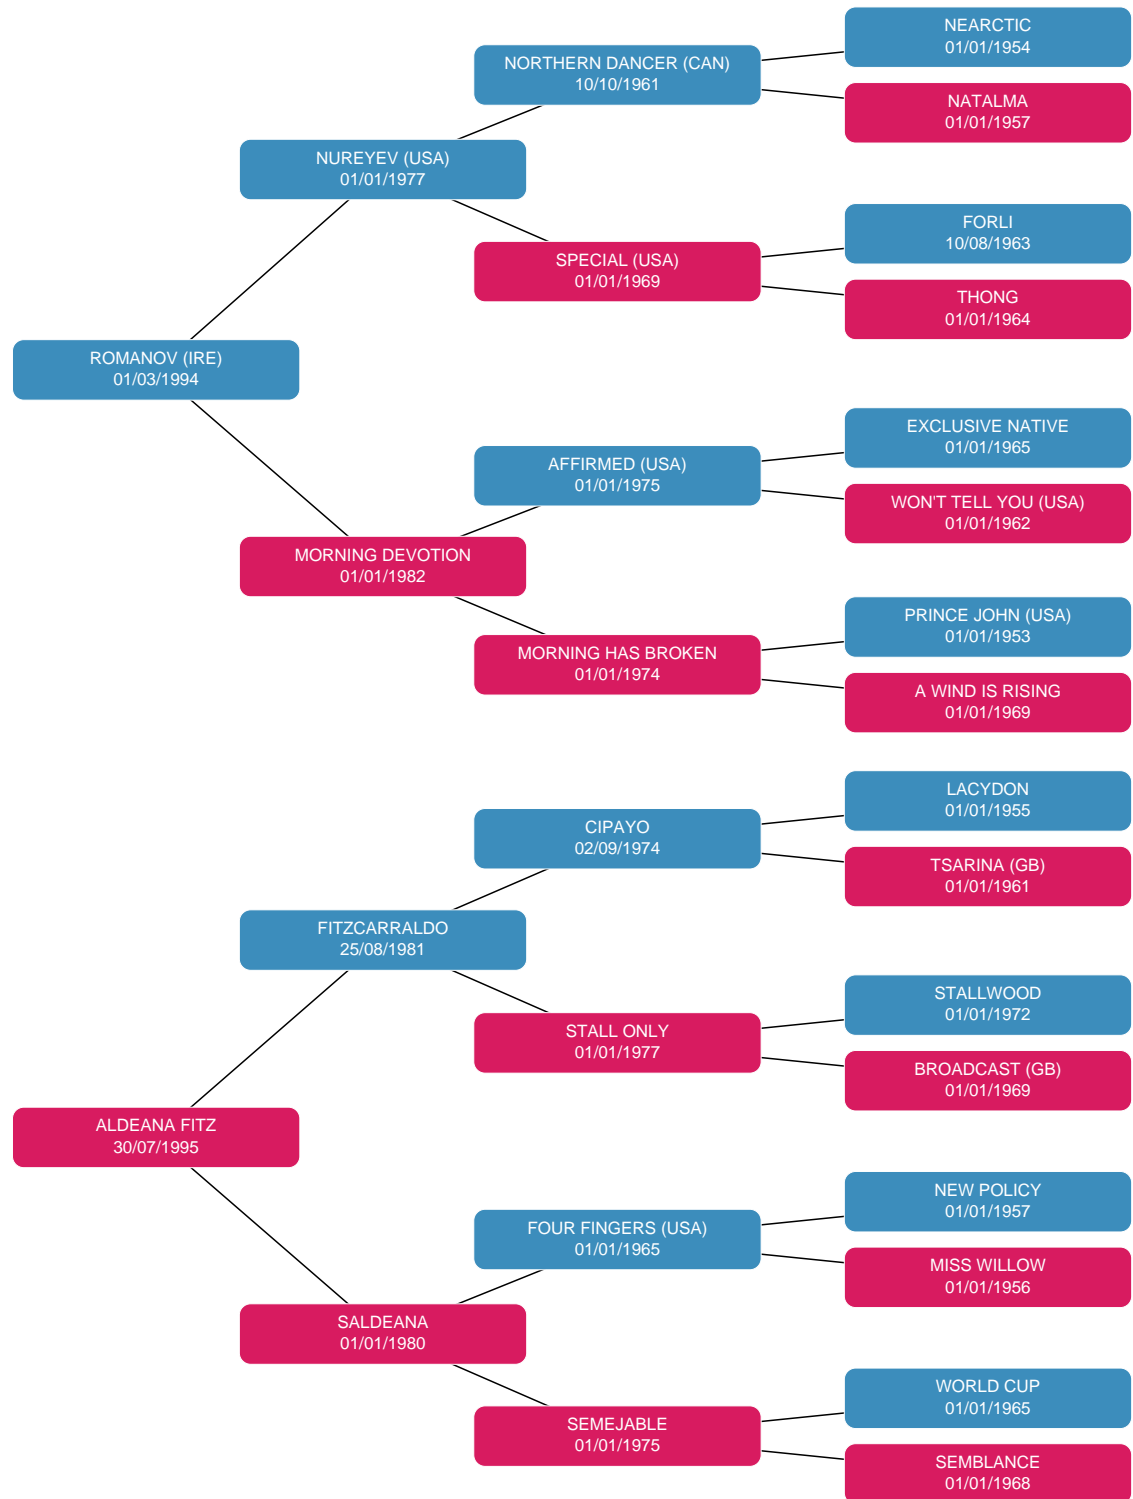 NEARCTIC
01/01/1954
NORTHERN DANCER (CAN)
10/10/1961
NATALMA
01/01/1957
NUREYEV (USA)
01/01/1977
FORLI
10/08/1963
SPECIAL (USA)
01/01/1969
THONG
01/01/1964
ROMANOV (IRE)
01/03/1994
EXCLUSIVE NATIVE
01/01/1965
AFFIRMED (USA)
01/01/1975
WON'T TELL YOU (USA)
01/01/1962
MORNING DEVOTION
01/01/1982
PRINCE JOHN (USA)
01/01/1953
MORNING HAS BROKEN
01/01/1974
A WIND IS RISING
01/01/1969
LACYDON
01/01/1955
CIPAYO
02/09/1974
TSARINA (GB)
01/01/1961
FITZCARRALDO
25/08/1981
STALLWOOD
01/01/1972
STALL ONLY
01/01/1977
BROADCAST (GB)
01/01/1969
ALDEANA FITZ
30/07/1995
NEW POLICY
01/01/1957
FOUR FINGERS (USA)
01/01/1965
MISS WILLOW
01/01/1956
SALDEANA
01/01/1980
WORLD CUP
01/01/1965
SEMEJABLE
01/01/1975
SEMBLANCE
01/01/1968